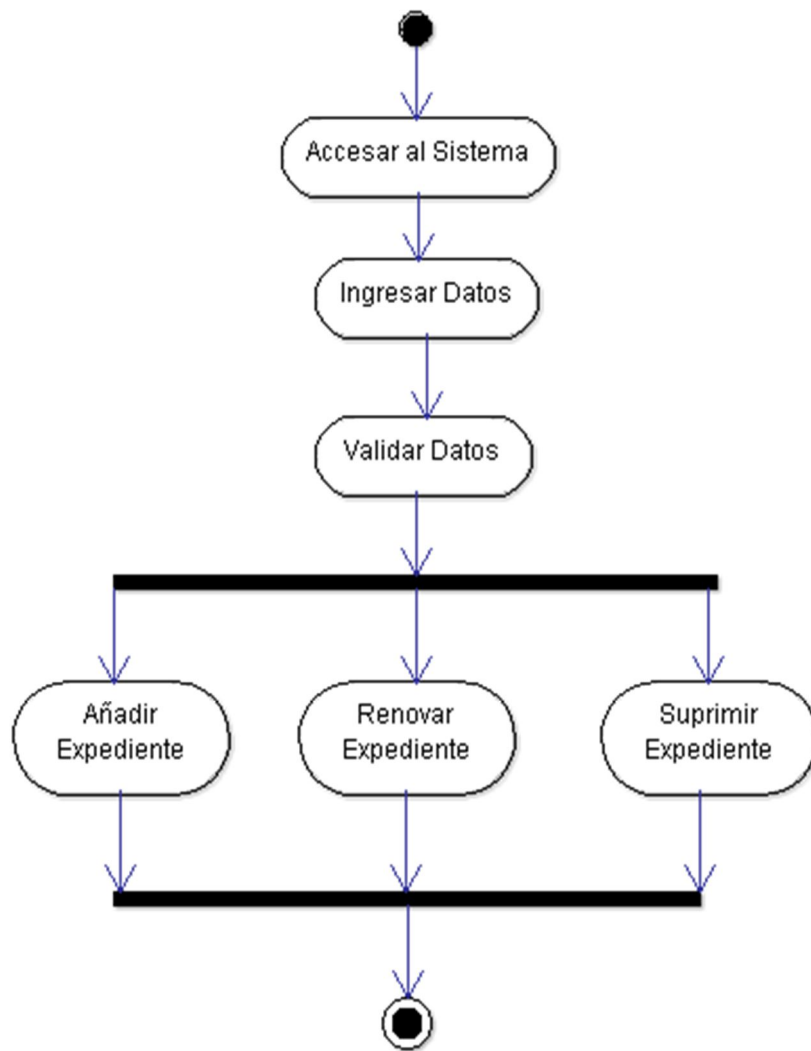 Accesar al Sistema
Ingresar Datos
Validar Datos
Añadir
Expediente
Renovar
Expediente
Suprimir
Expediente